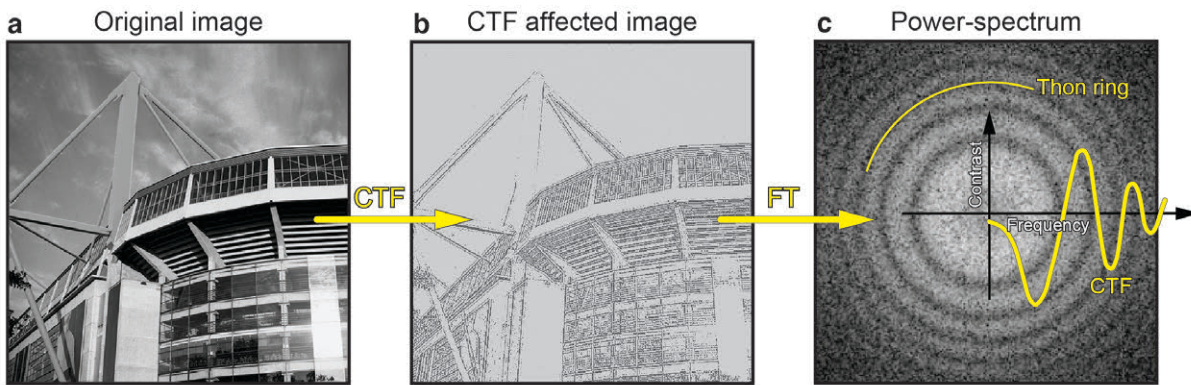 a Original image
b CTF affected image
c Power-spectrum
CTF
FT
Thon ring
Contrast
Frequency
CTF